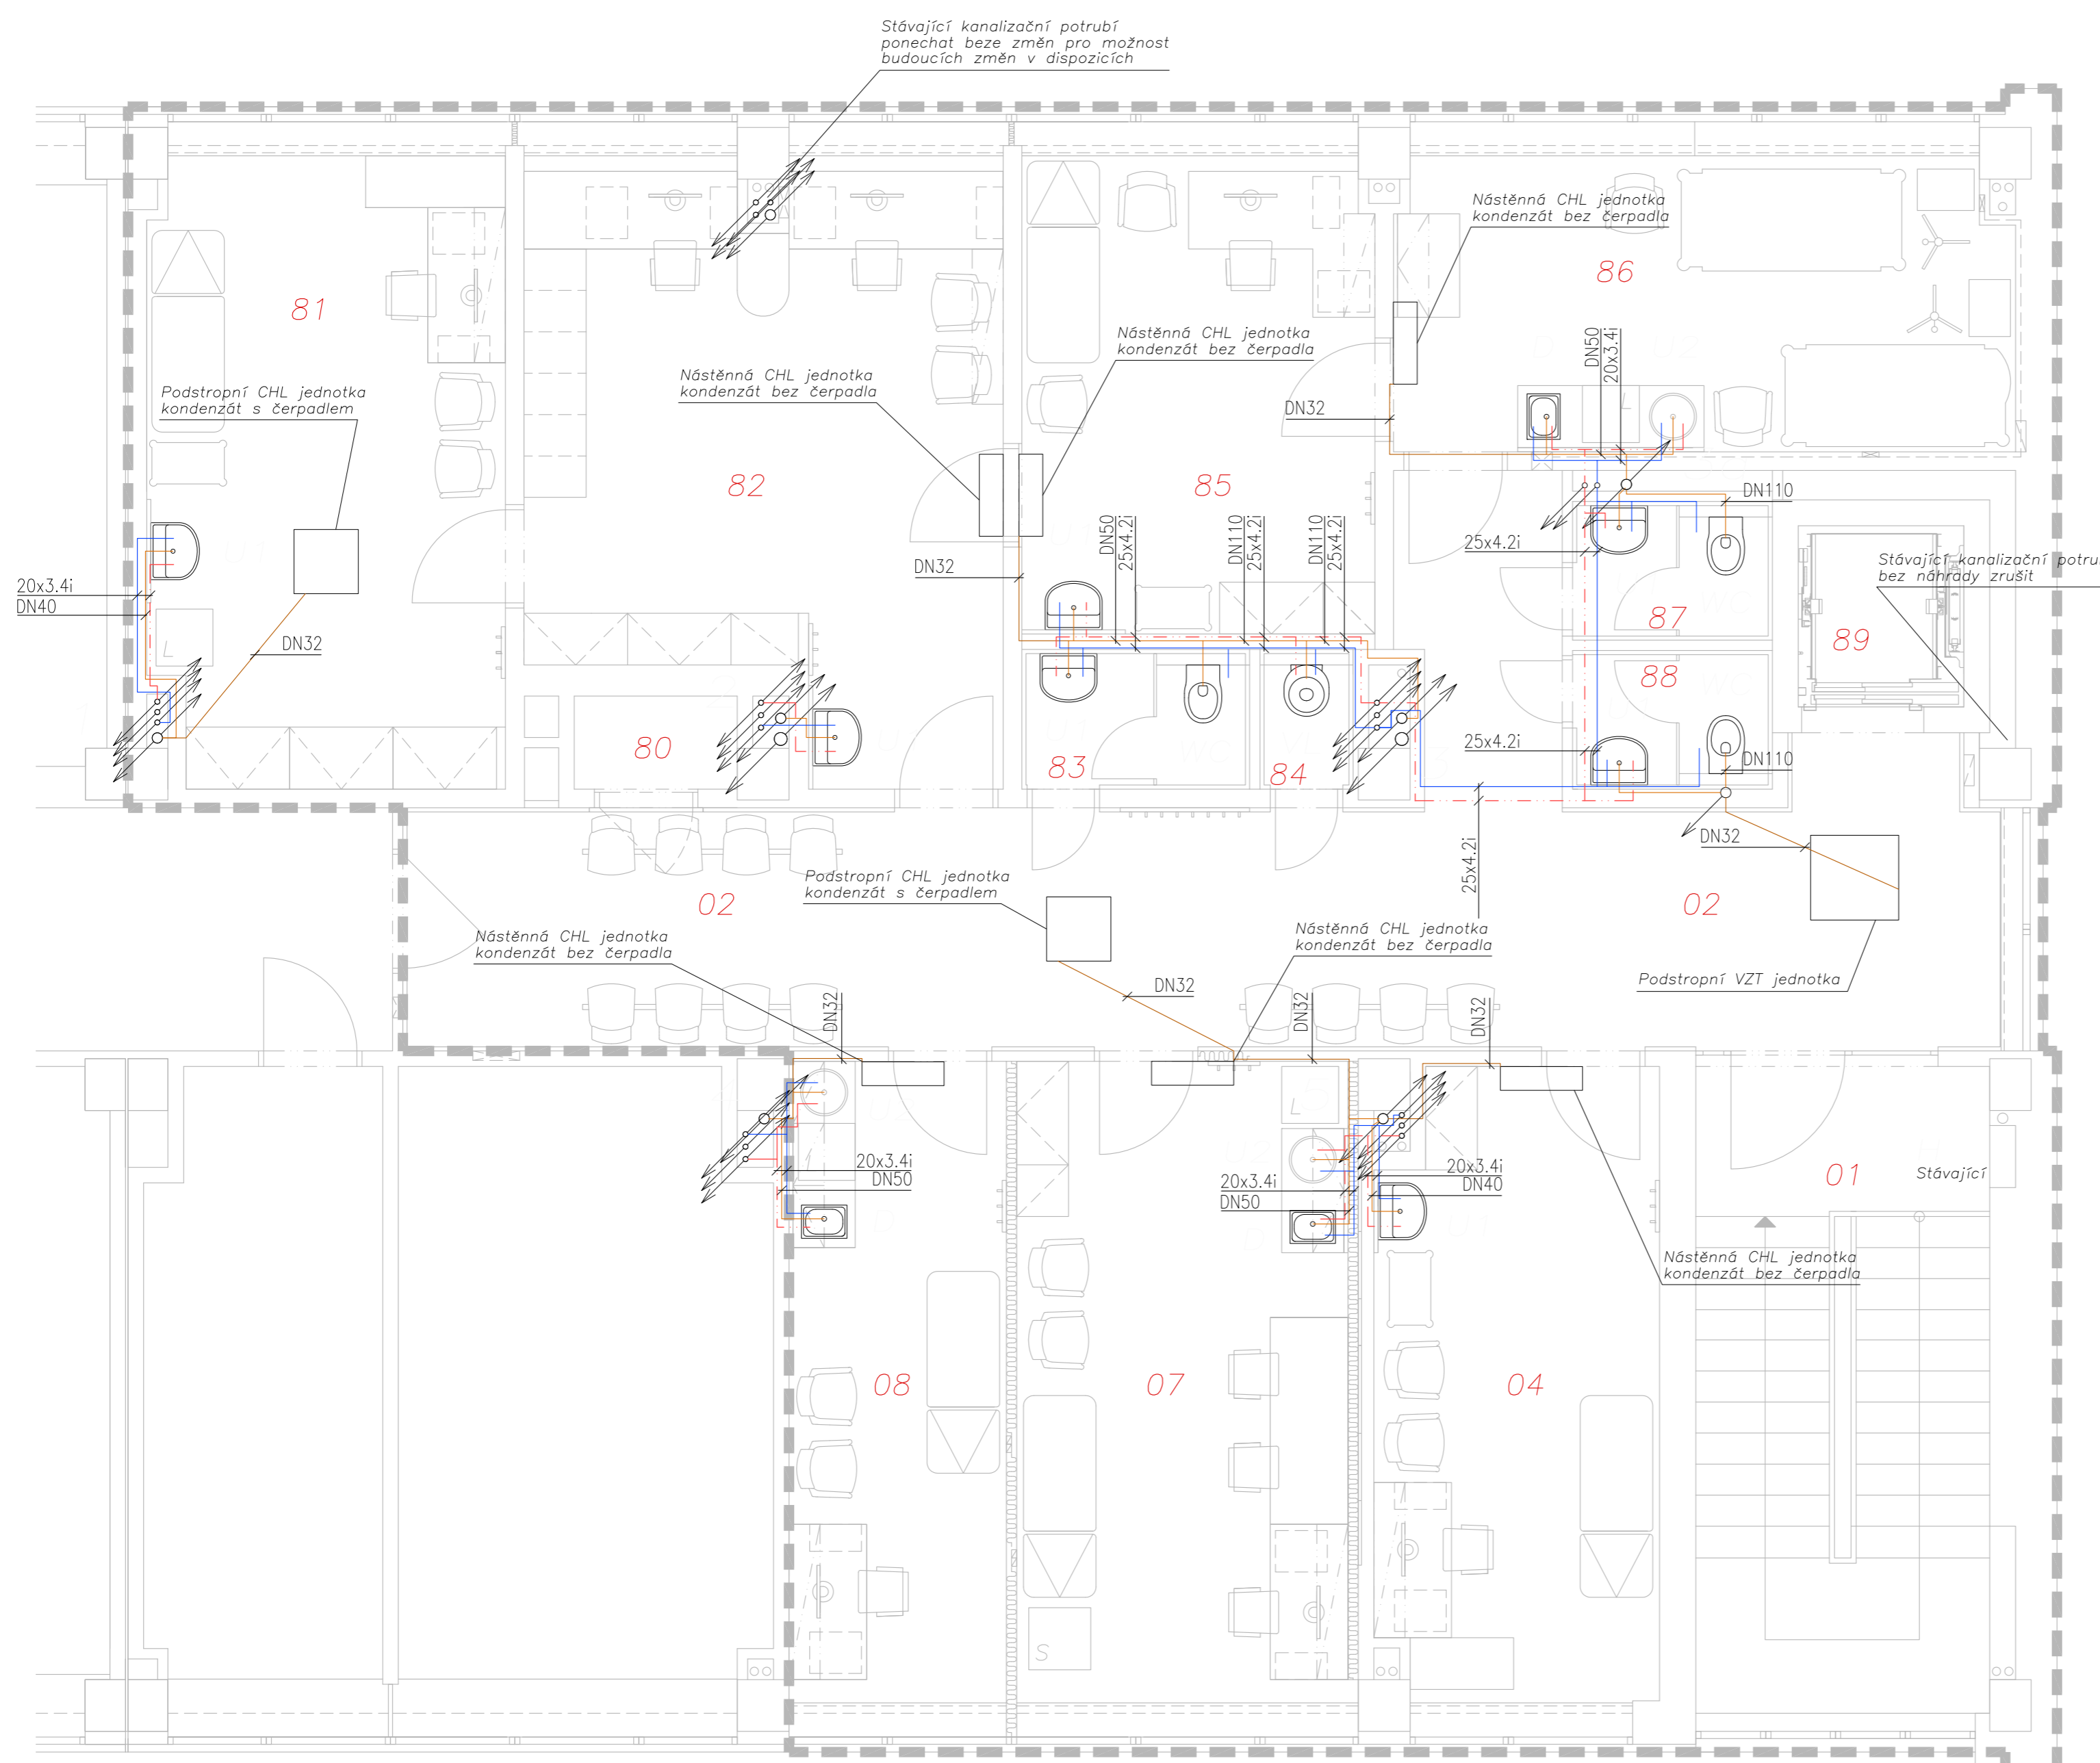 Stávající kanalizační potrubí
ponechat beze změn pro možnost
budoucích změn v dispozicích
Nástěnná CHL jednotka
kondenzát bez čerpadla
86
81
Nástěnná CHL jednotka
kondenzát bez čerpadla
DN50
20x3.4i
Nástěnná CHL jednotka
kondenzát bez čerpadla
Podstropní CHL jednotka
kondenzát s čerpadlem
DN32
L
82
85
DN110
DN50
25x4.2i
DN110
25x4.2i
DN110
25x4.2i
25x4.2i
Stávající kanalizační potru
bez náhrady zrušit
DN32
20x3.4i
DN40
L
DN32
87
89
88
80
83
84
25x4.2i
DN110
DN32
25x4.2i
Podstropní CHL jednotka
kondenzát s čerpadlem
02
02
Nástěnná CHL jednotka
kondenzát bez čerpadla
Nástěnná CHL jednotka
kondenzát bez čerpadla
Podstropní VZT jednotka
DN32
DN32
DN32
DN32
L
20x3.4i
DN50
20x3.4i
DN50
20x3.4i
DN40
01
Stávající
Nástěnná CHL jednotka
kondenzát bez čerpadla
08
07
04
S